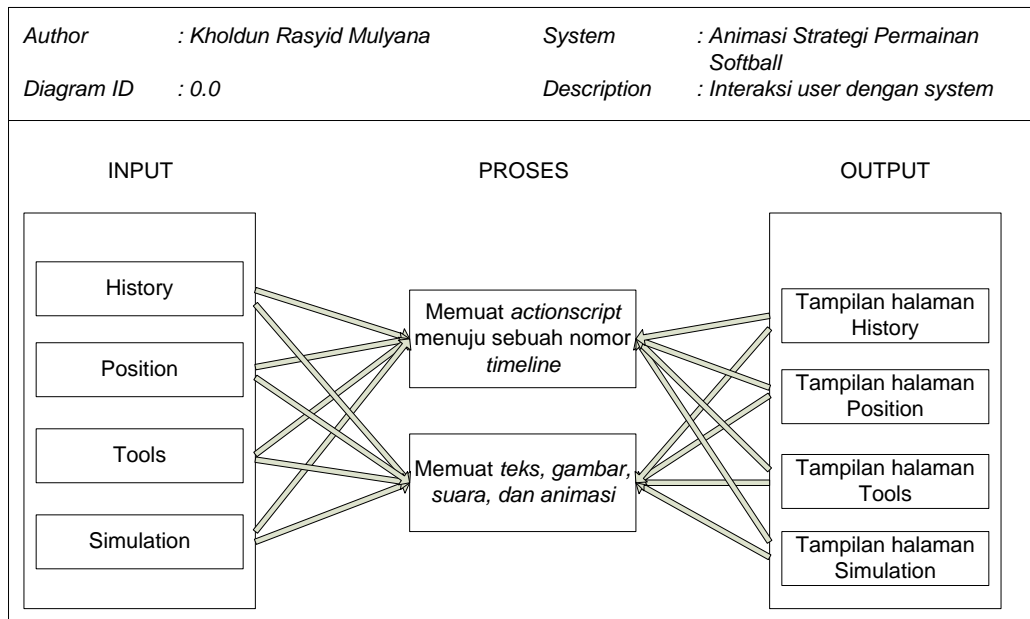 Author : Kholdun Rasyid Mulyana System : Animasi Strategi Permainan
Softball
Diagram ID : 0.0 Description : Interaksi user dengan system
INPUT PROSES OUTPUT
History
Position
Tools
Simulation
Memuat actionscript
menuju sebuah nomor
timeline
Memuat teks, gambar,
suara, dan animasi
Tampilan halaman
History
Tampilan halaman
Position
Tampilan halaman
Tools
Tampilan halaman
Simulation